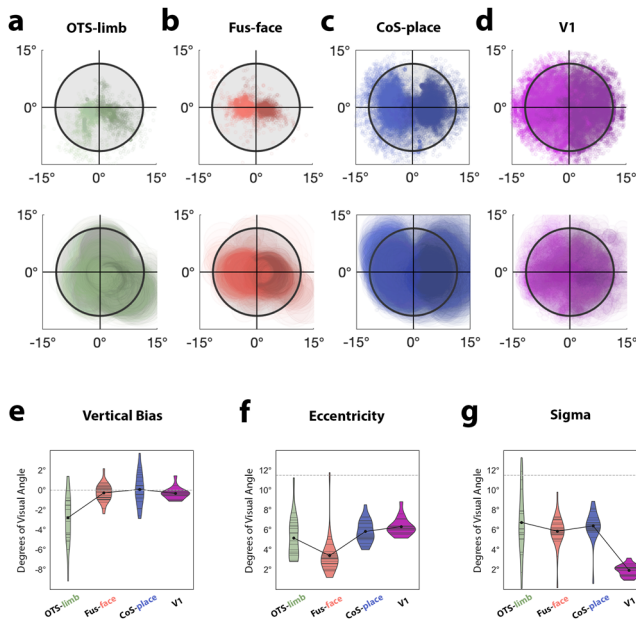 a OTS-limb
b Fus-face
c CoS-place
d V1
15° 15° 15° 15°
0° 0° 0° 0°
-15° 0° 15° -15° 0° 15° -15° 0° 15° -15° 0° 15°
15° 15° 15° 15°
0° 0° 0° 0°
-15° 0° 15° -15° 0° 15° -15° 0° 15° -15° 0° 15°
e Vertical Bias
Degrees of Visual Angle
2°
0°
-2°
-4°
-6°
-8°
OTS-limb Fus-face CoS-place V1
f Eccentricity
Degrees of Visual Angle
12°
10°
8°
6°
4°
2°
OTS-limb Fus-face CoS-place V1
g Sigma
Degrees of Visual Angle
12°
10°
8°
6°
4°
2°
OTS-limb Fus-face CoS-place V1